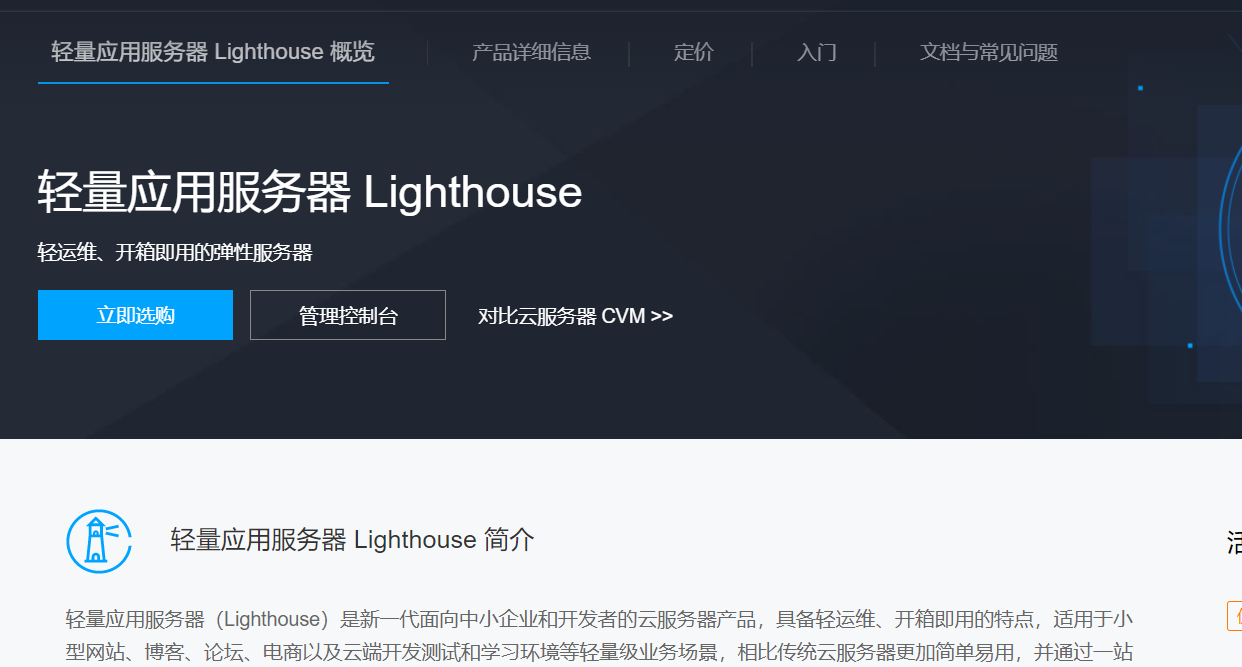 轻量应用服务器 Lighthouse 概览 产品详细信息 定价 入门 文档与常见问题
轻量应用服务器 Lighthouse
轻运维、开箱即用的弹性服务器
立即选购 管理控制台 对比云服务器 CVM >>
轻量应用服务器 Lighthouse 简介
轻量应用服务器（Lighthouse）是新一代面向中小企业和开发者的云服务器产品，具备轻运维、开箱即用的特点，适用于小
型网站、博客、论坛、电商以及云端开发测试和学习环境等轻量级业务场景，相比传统云服务器更加简单易用，并通过一站